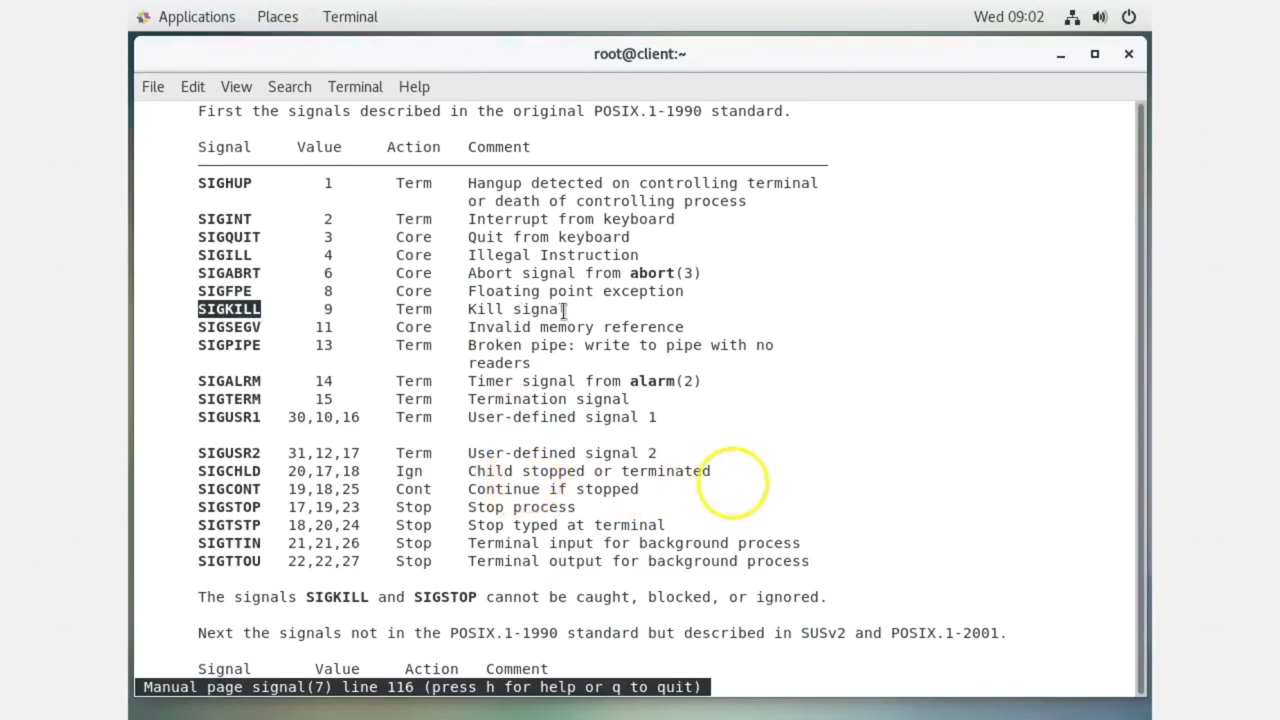 Applications Places Terminal Wed 09:02
root@client:~
File Edit View Search Terminal Help
First the signals described in the original POSIX.1-1990 standard.
Signal Value Action Comment
SIGHUP 1 Term Hangup detected on controlling terminal
or death of controlling process
SIGINT 2 Term Interrupt from keyboard
SIGQUIT 3 Core Quit from keyboard
SIGILL 4 Core Illegal Instruction
SIGABRT 6 Core Abort signal from abort(3)
SIGFPE 8 Core Floating point exception
SIGKILL 9 Term Kill signal
SIGSEGV 11 Core Invalid memory reference
SIGPIPE 13 Term Broken pipe: write to pipe with no
readers
SIGALRM 14 Term Timer signal from alarm(2)
SIGTERM 15 Term Termination signal
SIGUSR1 30,10,16 Term User-defined signal 1
SIGUSR2 31,12,17 Term User-defined signal 2
SIGCHLD 20,17,18 Ign Child stopped or terminated
SIGCONT 19,18,25 Cont Continue if stopped
SIGSTOP 17,19,23 Stop Stop process
SIGTSTP 18,20,24 Stop Stop typed at terminal
SIGTTIN 21,21,26 Stop Terminal input for background process
SIGTTOU 22,22,27 Stop Terminal output for background process
The signals SIGKILL and SIGSTOP cannot be caught, blocked, or ignored.
Next the signals not in the POSIX.1-1990 standard but described in SUSv2 and POSIX.1-2001.
Signal Value Action Comment
Manual page signal(7) line 116 (press h for help or q to quit)